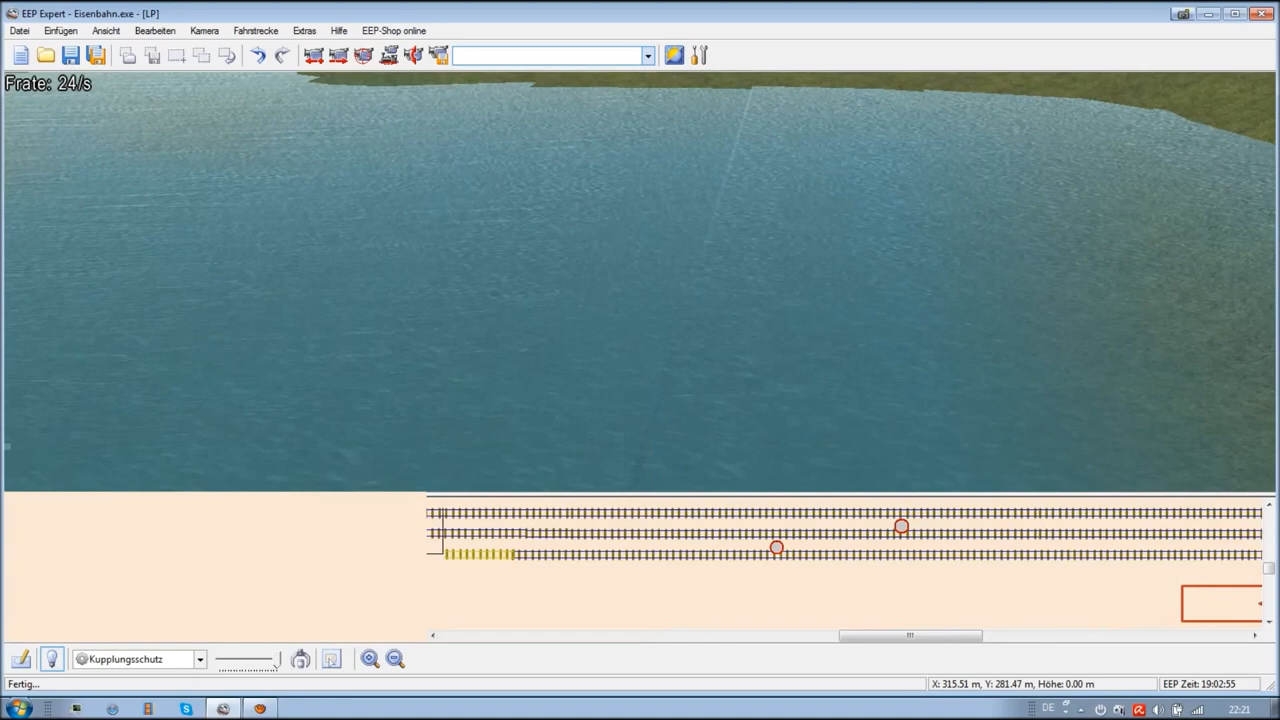 EEP Expert - Eisenbahn.exe - [LP]
Datei Einfügen Ansicht Bearbeiten Kamera Fahrstrecke Extras Hilfe EEP-Shop online
Frate: 24/s
Kupplungsschutz
Fertig... X: 315.51 m, Y: 281.47 m, Höhe: 0.00 m EEP Zeit: 19:02:55
DE 22:21